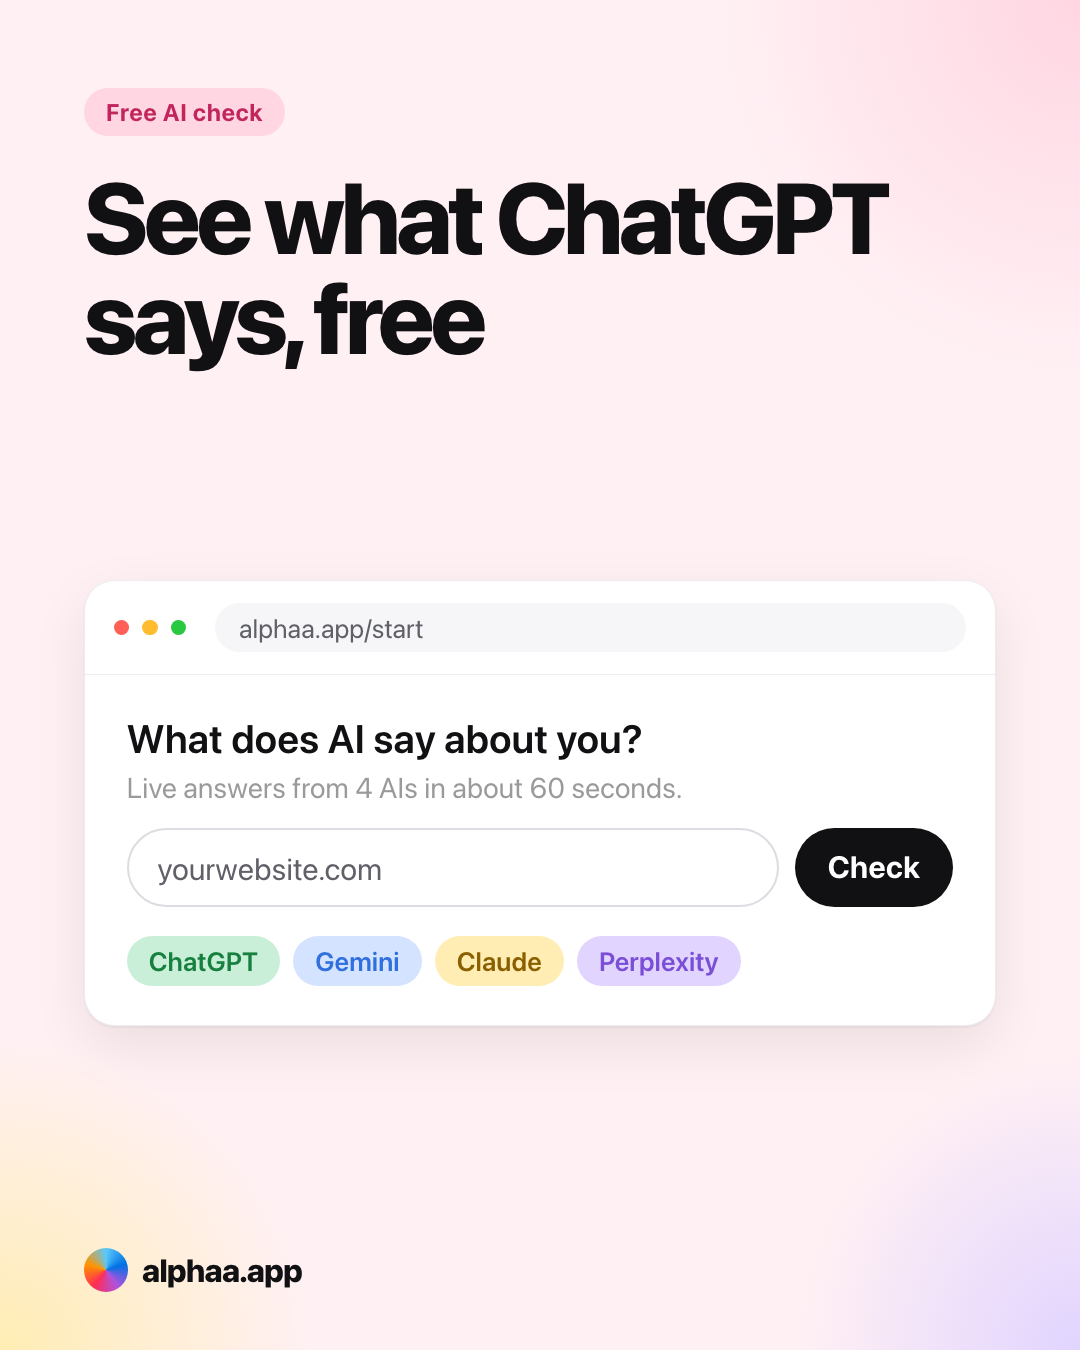 Free AI check
See what ChatGPT
says, free
alphaa.app/start
What does AI say about you?
Live answers from 4 AIs in about 60 seconds.
yourwebsite.com
Check
ChatGPT Gemini Claude Perplexity
alphaa.app